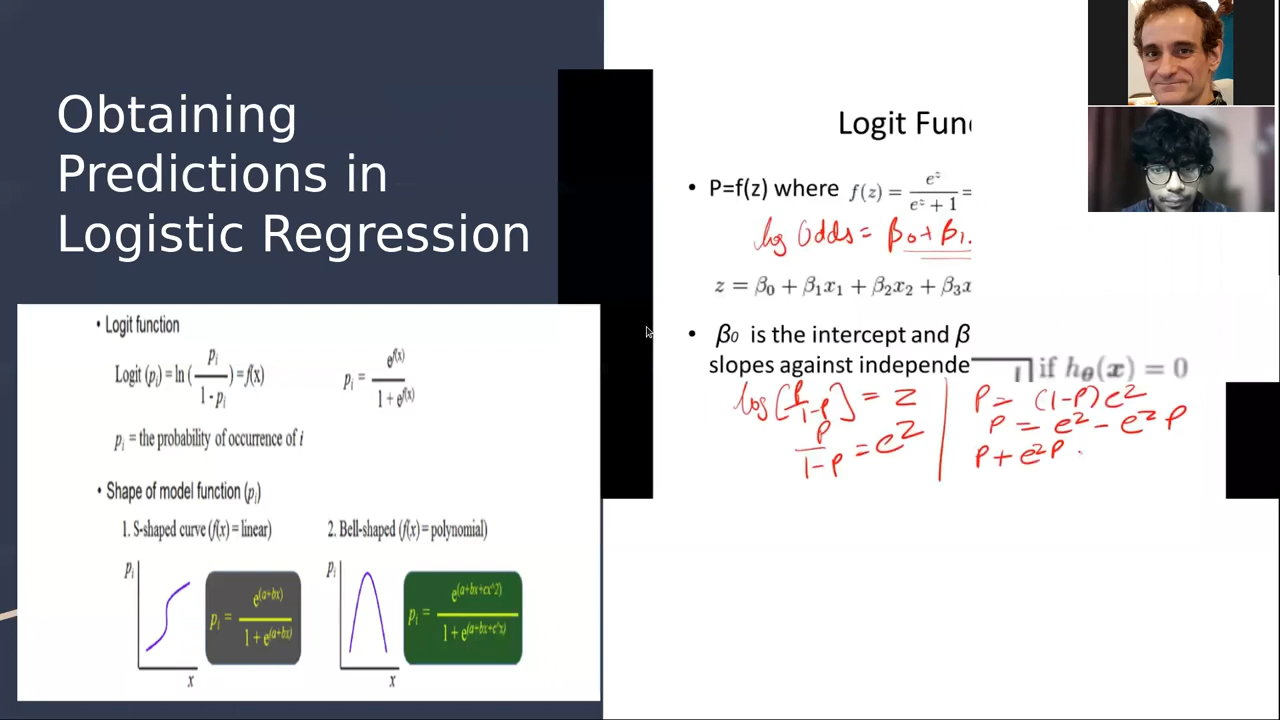 Obtaining
Predictions in
Logistic Regression
• Logit function
Logit (pᵢ) = ln ( pᵢ / 1 - pᵢ ) = f(x)
pᵢ = e^f(x) / 1 + e^f(x)
pᵢ = the probability of occurrence of i
• Shape of model function (pᵢ)
1. S-shaped curve (f(x) = linear)
2. Bell-shaped (f(x) = polynomial)
pᵢ
x
pᵢ = e^(a+bx) / 1 + e^(a+bx)
pᵢ
x
pᵢ = e^(a+bx+cx^2) / 1 + e^(a+bx+c^x)
Logit Func
• P=f(z) where f(z) = e^z / e^z + 1 =
log Odds = β₀ + β₁.
z = β₀ + β₁x₁ + β₂x₂ + β₃x
• β₀ is the intercept and β
slopes against independe
if hθ(x) = 0
log [ P / 1-P ] = z
P / 1-P = e^z
P = (1-P) e^z
P = e^z - e^z P
P + e^z P .